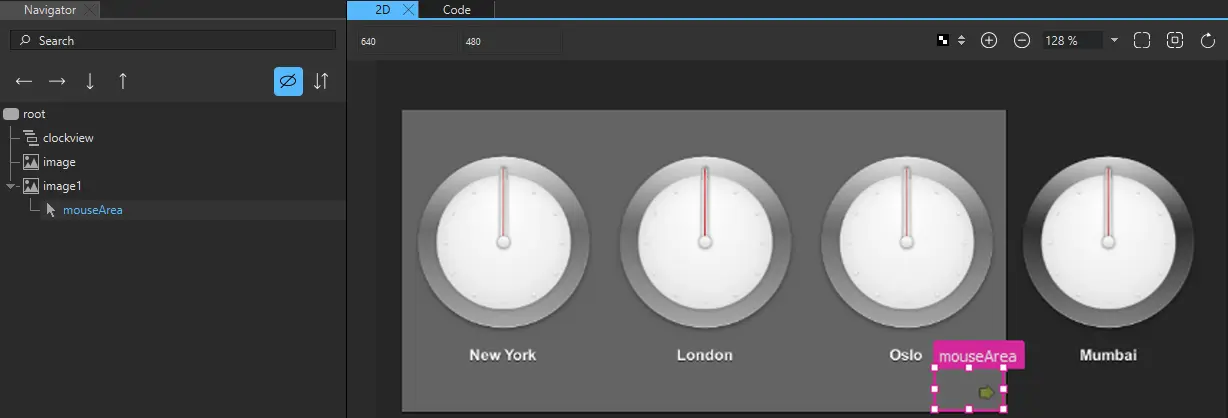 Navigator
2D
Code
Search
640
480
128 %
root
clockview
image
image1
mouseArea
New York
London
Oslo
mouseArea
Mumbai